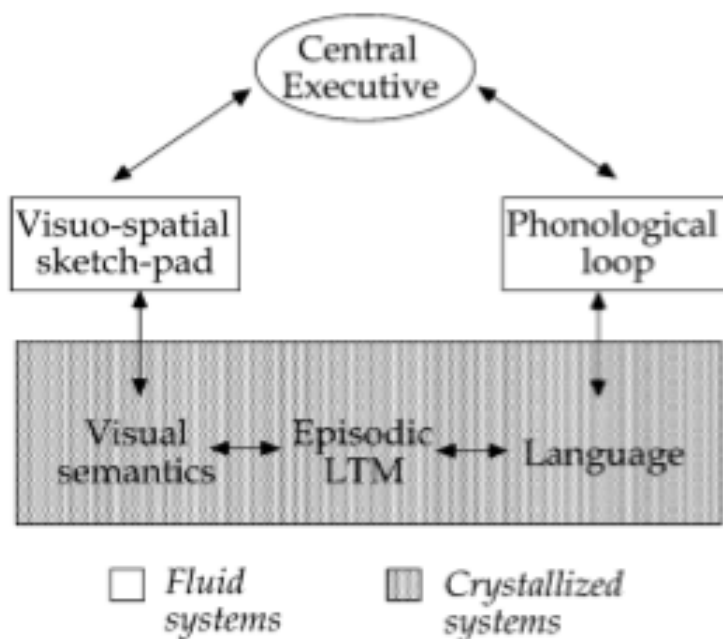 Central
Executive
Visuo-spatial
sketch-pad
Phonological
loop
Visual
semantics
Episodic
LTM
Language
Fluid
systems
Crystallized
systems